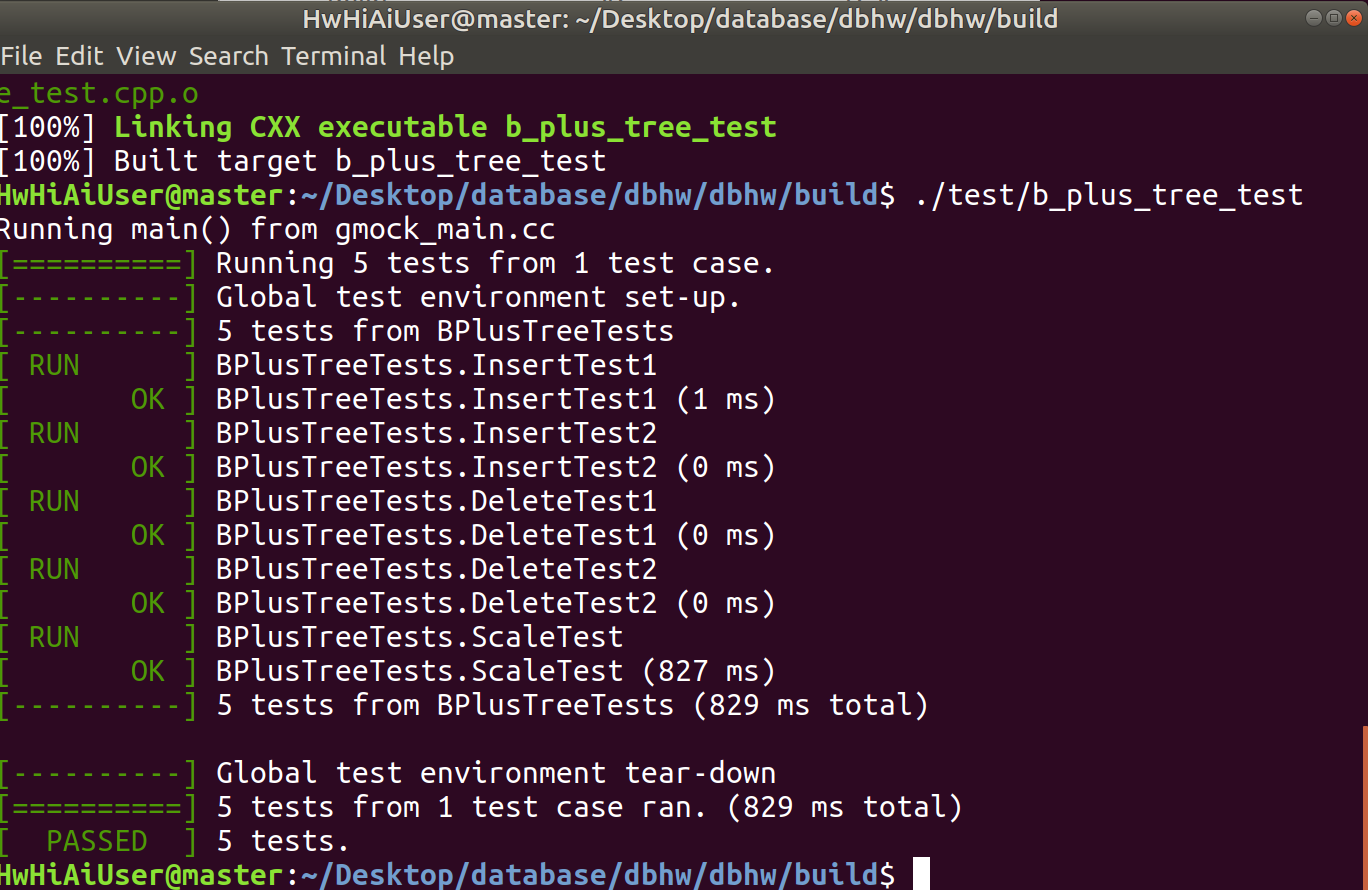 HwHiAiUser@master: ~/Desktop/database/dbhw/dbhw/build
File Edit View Search Terminal Help
e_test.cpp.o
[100%] Linking CXX executable b_plus_tree_test
[100%] Built target b_plus_tree_test
HwHiAiUser@master:~/Desktop/database/dbhw/dbhw/build$ ./test/b_plus_tree_test
Running main() from gmock_main.cc
[==========] Running 5 tests from 1 test case.
[----------] Global test environment set-up.
[----------] 5 tests from BPlusTreeTests
[ RUN      ] BPlusTreeTests.InsertTest1
[       OK ] BPlusTreeTests.InsertTest1 (1 ms)
[ RUN      ] BPlusTreeTests.InsertTest2
[       OK ] BPlusTreeTests.InsertTest2 (0 ms)
[ RUN      ] BPlusTreeTests.DeleteTest1
[       OK ] BPlusTreeTests.DeleteTest1 (0 ms)
[ RUN      ] BPlusTreeTests.DeleteTest2
[       OK ] BPlusTreeTests.DeleteTest2 (0 ms)
[ RUN      ] BPlusTreeTests.ScaleTest
[       OK ] BPlusTreeTests.ScaleTest (827 ms)
[----------] 5 tests from BPlusTreeTests (829 ms total)
[----------] Global test environment tear-down
[==========] 5 tests from 1 test case ran. (829 ms total)
[  PASSED  ] 5 tests.
HwHiAiUser@master:~/Desktop/database/dbhw/dbhw/build$